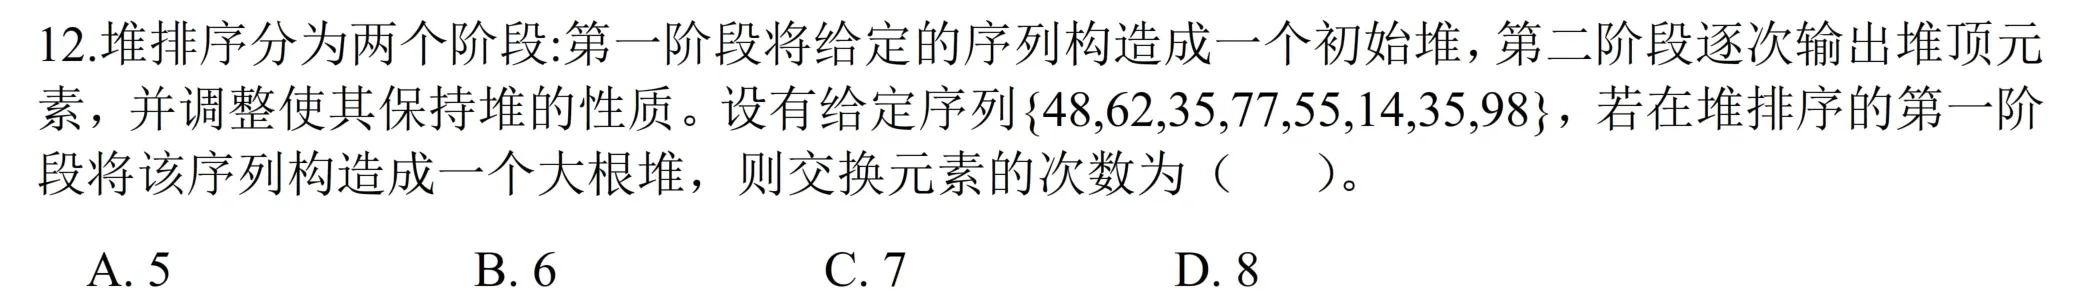 12.堆排序分为两个阶段:第一阶段将给定的序列构造成一个初始堆，第二阶段逐次输出堆顶元
素，并调整使其保持堆的性质。设有给定序列{48,62,35,77,55,14,35,98}，若在堆排序的第一阶
段将该序列构造成一个大根堆，则交换元素的次数为（ ）。
A. 5 B. 6 C. 7 D. 8